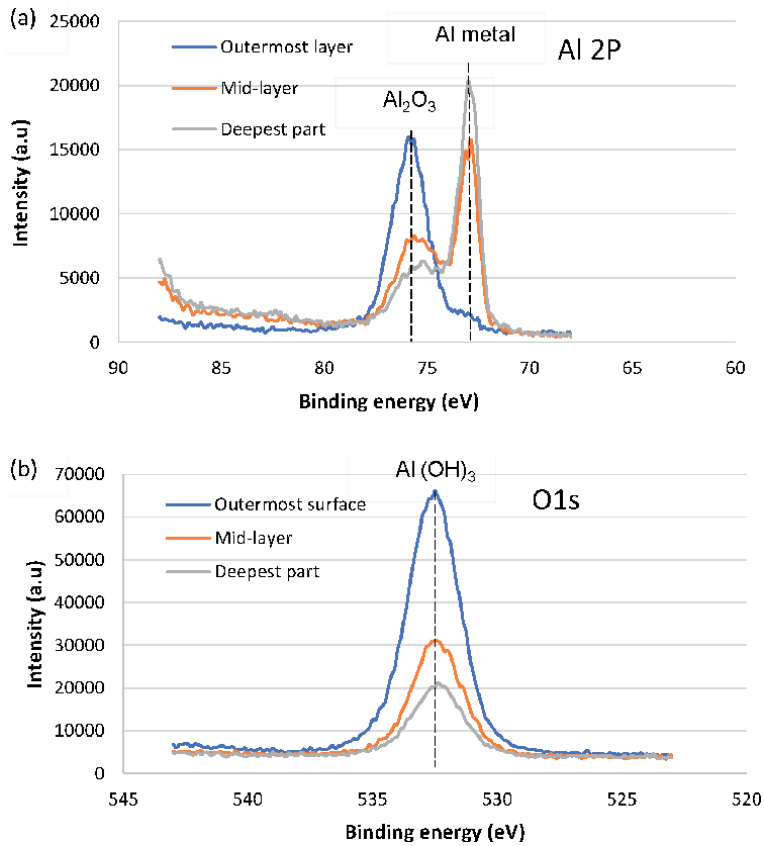 (a)
25000
20000
15000
10000
5000
0
Intensity (a.u)
Outermost layer
Mid-layer
Deepest part
Al₂O₃
Al metal
Al 2P
90 85 80 75 70 65 60
Binding energy (eV)
(b)
70000
60000
50000
40000
30000
20000
10000
0
Intensity (a.u)
Outermost surface
Mid-layer
Deepest part
Al (OH)₃
O1s
545 540 535 530 525 520
Binding energy (eV)